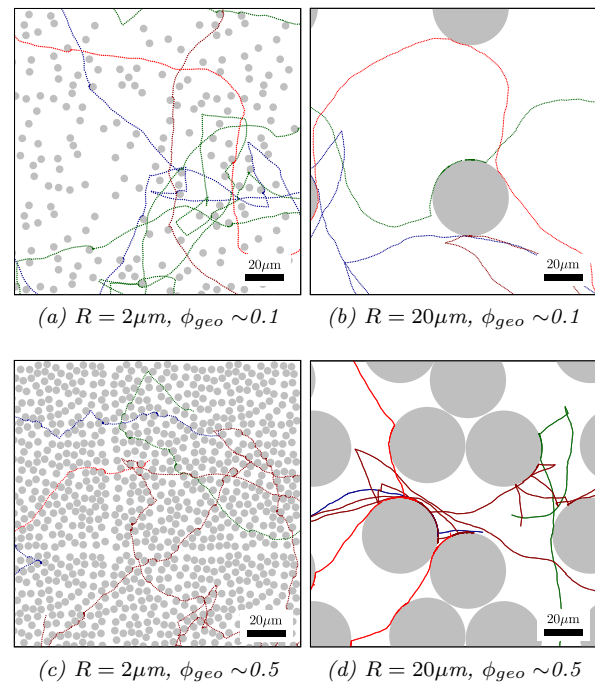 20μm
20μm
(a) R = 2μm, ϕgeo ∼0.1
(b) R = 20μm, ϕgeo ∼0.1
20μm
20μm
(c) R = 2μm, ϕgeo ∼0.5
(d) R = 20μm, ϕgeo ∼0.5